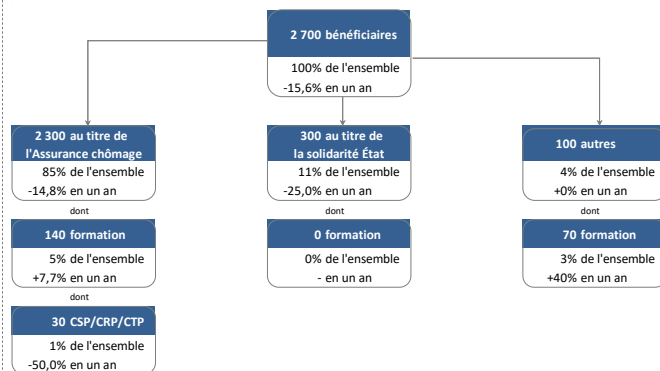 2 700 bénéficiaires
100% de l'ensemble
-15,6% en un an
2 300 au titre de
l'Assurance chômage
85% de l'ensemble
-14,8% en un an
dont
140 formation
5% de l'ensemble
+7,7% en un an
dont
30 CSP/CRP/CTP
1% de l'ensemble
-50,0% en un an
300 au titre de
la solidarité État
11% de l'ensemble
-25,0% en un an
dont
0 formation
0% de l'ensemble
- en un an
100 autres
4% de l'ensemble
+0% en un an
dont
70 formation
3% de l'ensemble
+40% en un an